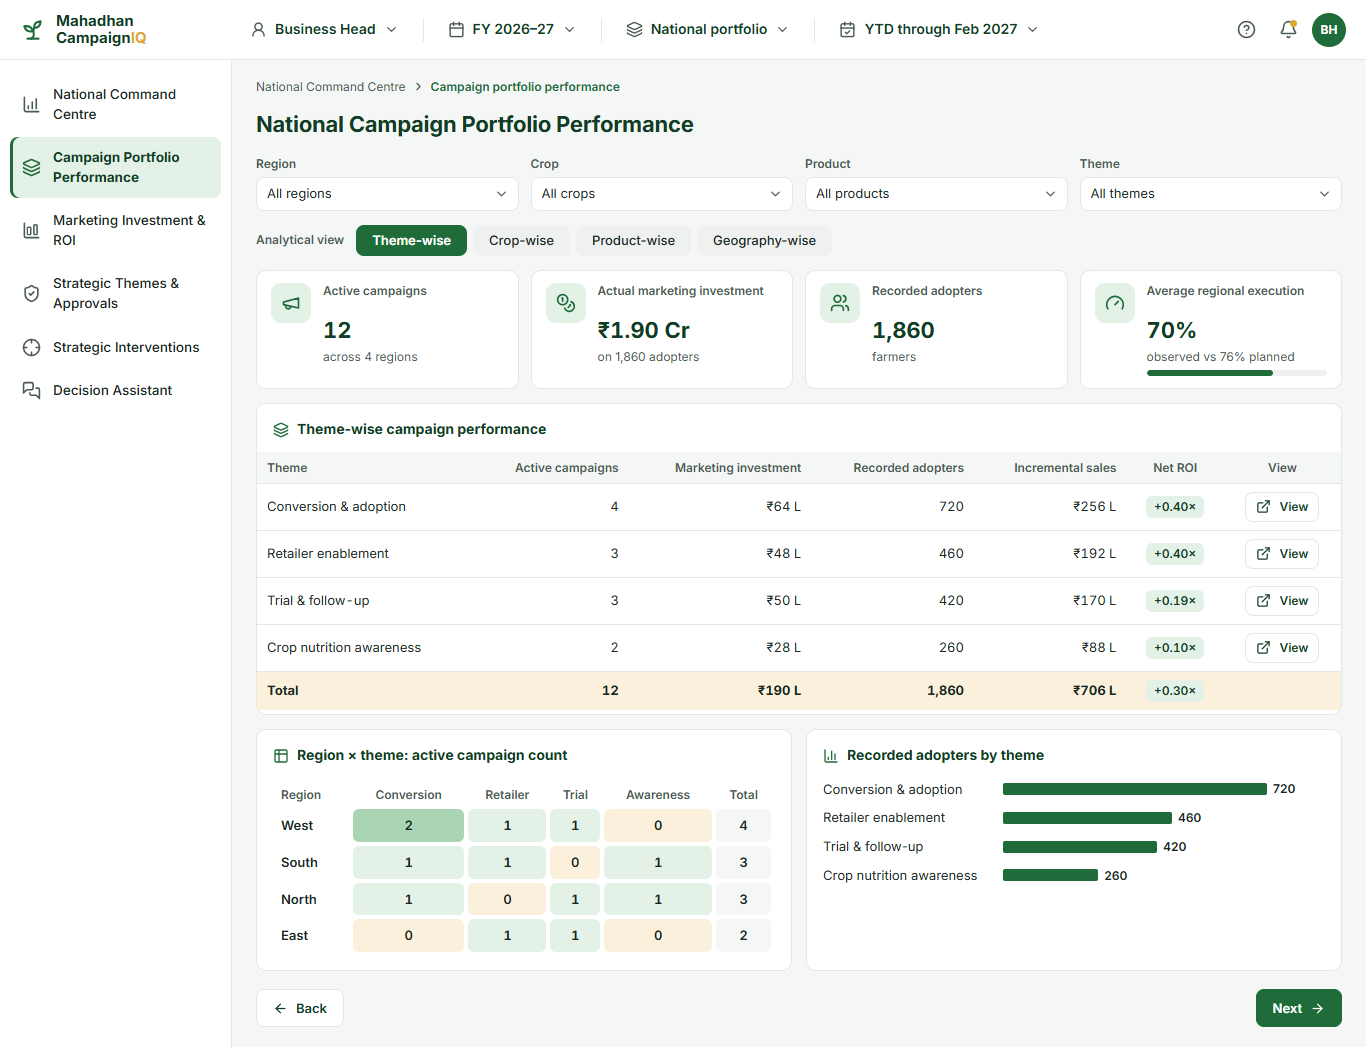 Mahadhan
CampaignIQ
Business Head
FY 2026–27
National portfolio
YTD through Feb 2027
BH
National Command
Centre
Campaign Portfolio
Performance
Marketing Investment &
ROI
Strategic Themes &
Approvals
Strategic Interventions
Decision Assistant
National Command Centre > Campaign portfolio performance
National Campaign Portfolio Performance
Region Crop Product Theme
All regions All crops All products All themes
Analytical view Theme-wise Crop-wise Product-wise Geography-wise
Active campaigns
12
across 4 regions
Actual marketing investment
₹1.90 Cr
on 1,860 adopters
Recorded adopters
1,860
farmers
Average regional execution
70%
observed vs 76% planned
Theme-wise campaign performance
Theme Active campaigns Marketing investment Recorded adopters Incremental sales Net ROI View
Conversion & adoption 4 ₹64 L 720 ₹256 L +0.40× View
Retailer enablement 3 ₹48 L 460 ₹192 L +0.40× View
Trial & follow-up 3 ₹50 L 420 ₹170 L +0.19× View
Crop nutrition awareness 2 ₹28 L 260 ₹88 L +0.10× View
Total 12 ₹190 L 1,860 ₹706 L +0.30×
Region × theme: active campaign count
Region Conversion Retailer Trial Awareness Total
West 2 1 1 0 4
South 1 1 0 1 3
North 1 0 1 1 3
East 0 1 1 0 2
Recorded adopters by theme
Conversion & adoption 720
Retailer enablement 460
Trial & follow-up 420
Crop nutrition awareness 260
Back
Next